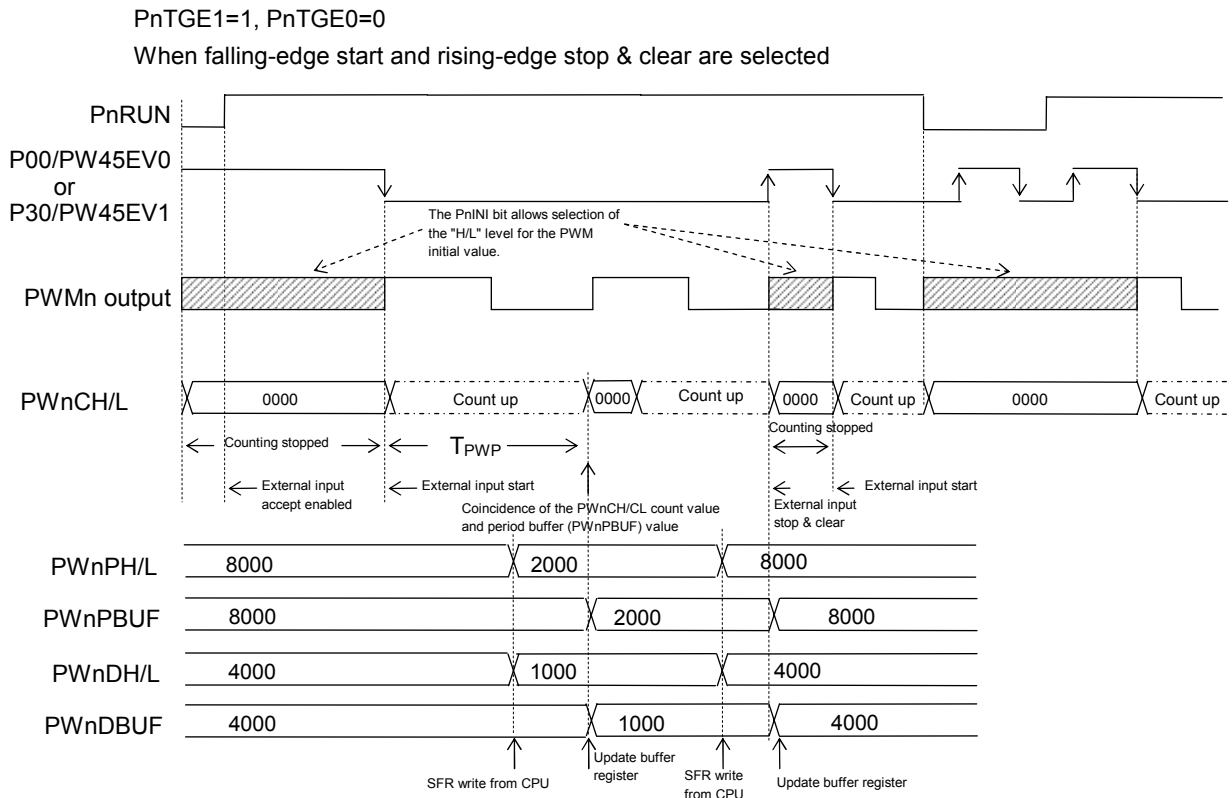 PnTGE1=1, PnTGE0=0
When falling-edge start and rising-edge stop & clear are selected
PnRUN
P00/PW45EV0
or
P30/PW45EV1
The PnINI bit allows selection of
the "H/L" level for the PWM
initial value.
PWMn output
PWnCH/L
0000
Count up
0000
Count up
0000
Count up
0000
Count up
Counting stopped
TPWP
Counting stopped
External input
accept enabled
External input start
Coincidence of the PWnCH/CL count value
and period buffer (PWnPBUF) value
External input
stop & clear
External input start
PWnPH/L
8000
2000
8000
PWnPBUF
8000
2000
8000
PWnDH/L
4000
1000
4000
PWnDBUF
4000
1000
4000
SFR write from CPU
Update buffer
register
SFR write
from CPU
Update buffer register